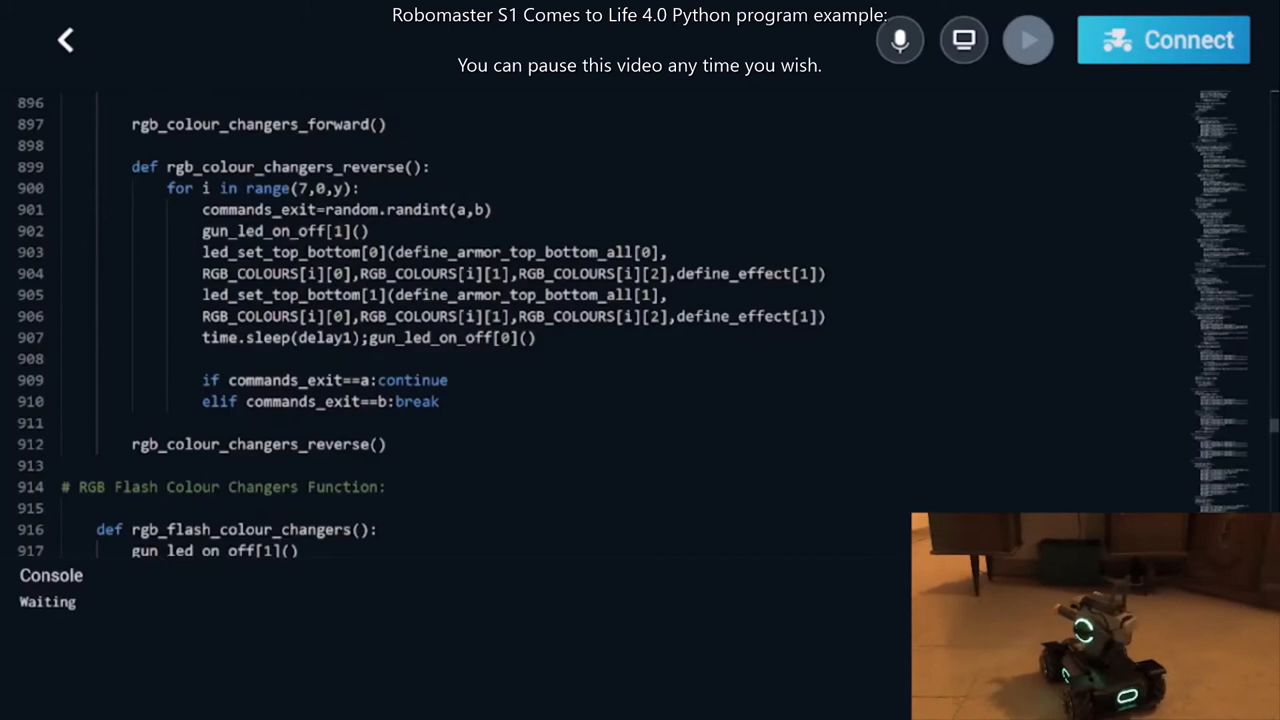 Robomaster S1 Comes to Life 4.0 Python program example:
You can pause this video any time you wish.
Connect
896
897 rgb_colour_changers_forward()
898
899 def rgb_colour_changers_reverse():
900 for i in range(7,0,y):
901 commands_exit=random.randint(a,b)
902 gun_led_on_off[1]()
903 led_set_top_bottom[0](define_armor_top_bottom_all[0],
904 RGB_COLOURS[i][0],RGB_COLOURS[i][1],RGB_COLOURS[i][2],define_effect[1])
905 led_set_top_bottom[1](define_armor_top_bottom_all[1],
906 RGB_COLOURS[i][0],RGB_COLOURS[i][1],RGB_COLOURS[i][2],define_effect[1])
907 time.sleep(delay1);gun_led_on_off[0]()
908
909 if commands_exit==a:continue
910 elif commands_exit==b:break
911
912 rgb_colour_changers_reverse()
913
914 # RGB Flash Colour Changers Function:
915
916 def rgb_flash_colour_changers():
917 gun_led_on_off[1]()
Console
Waiting